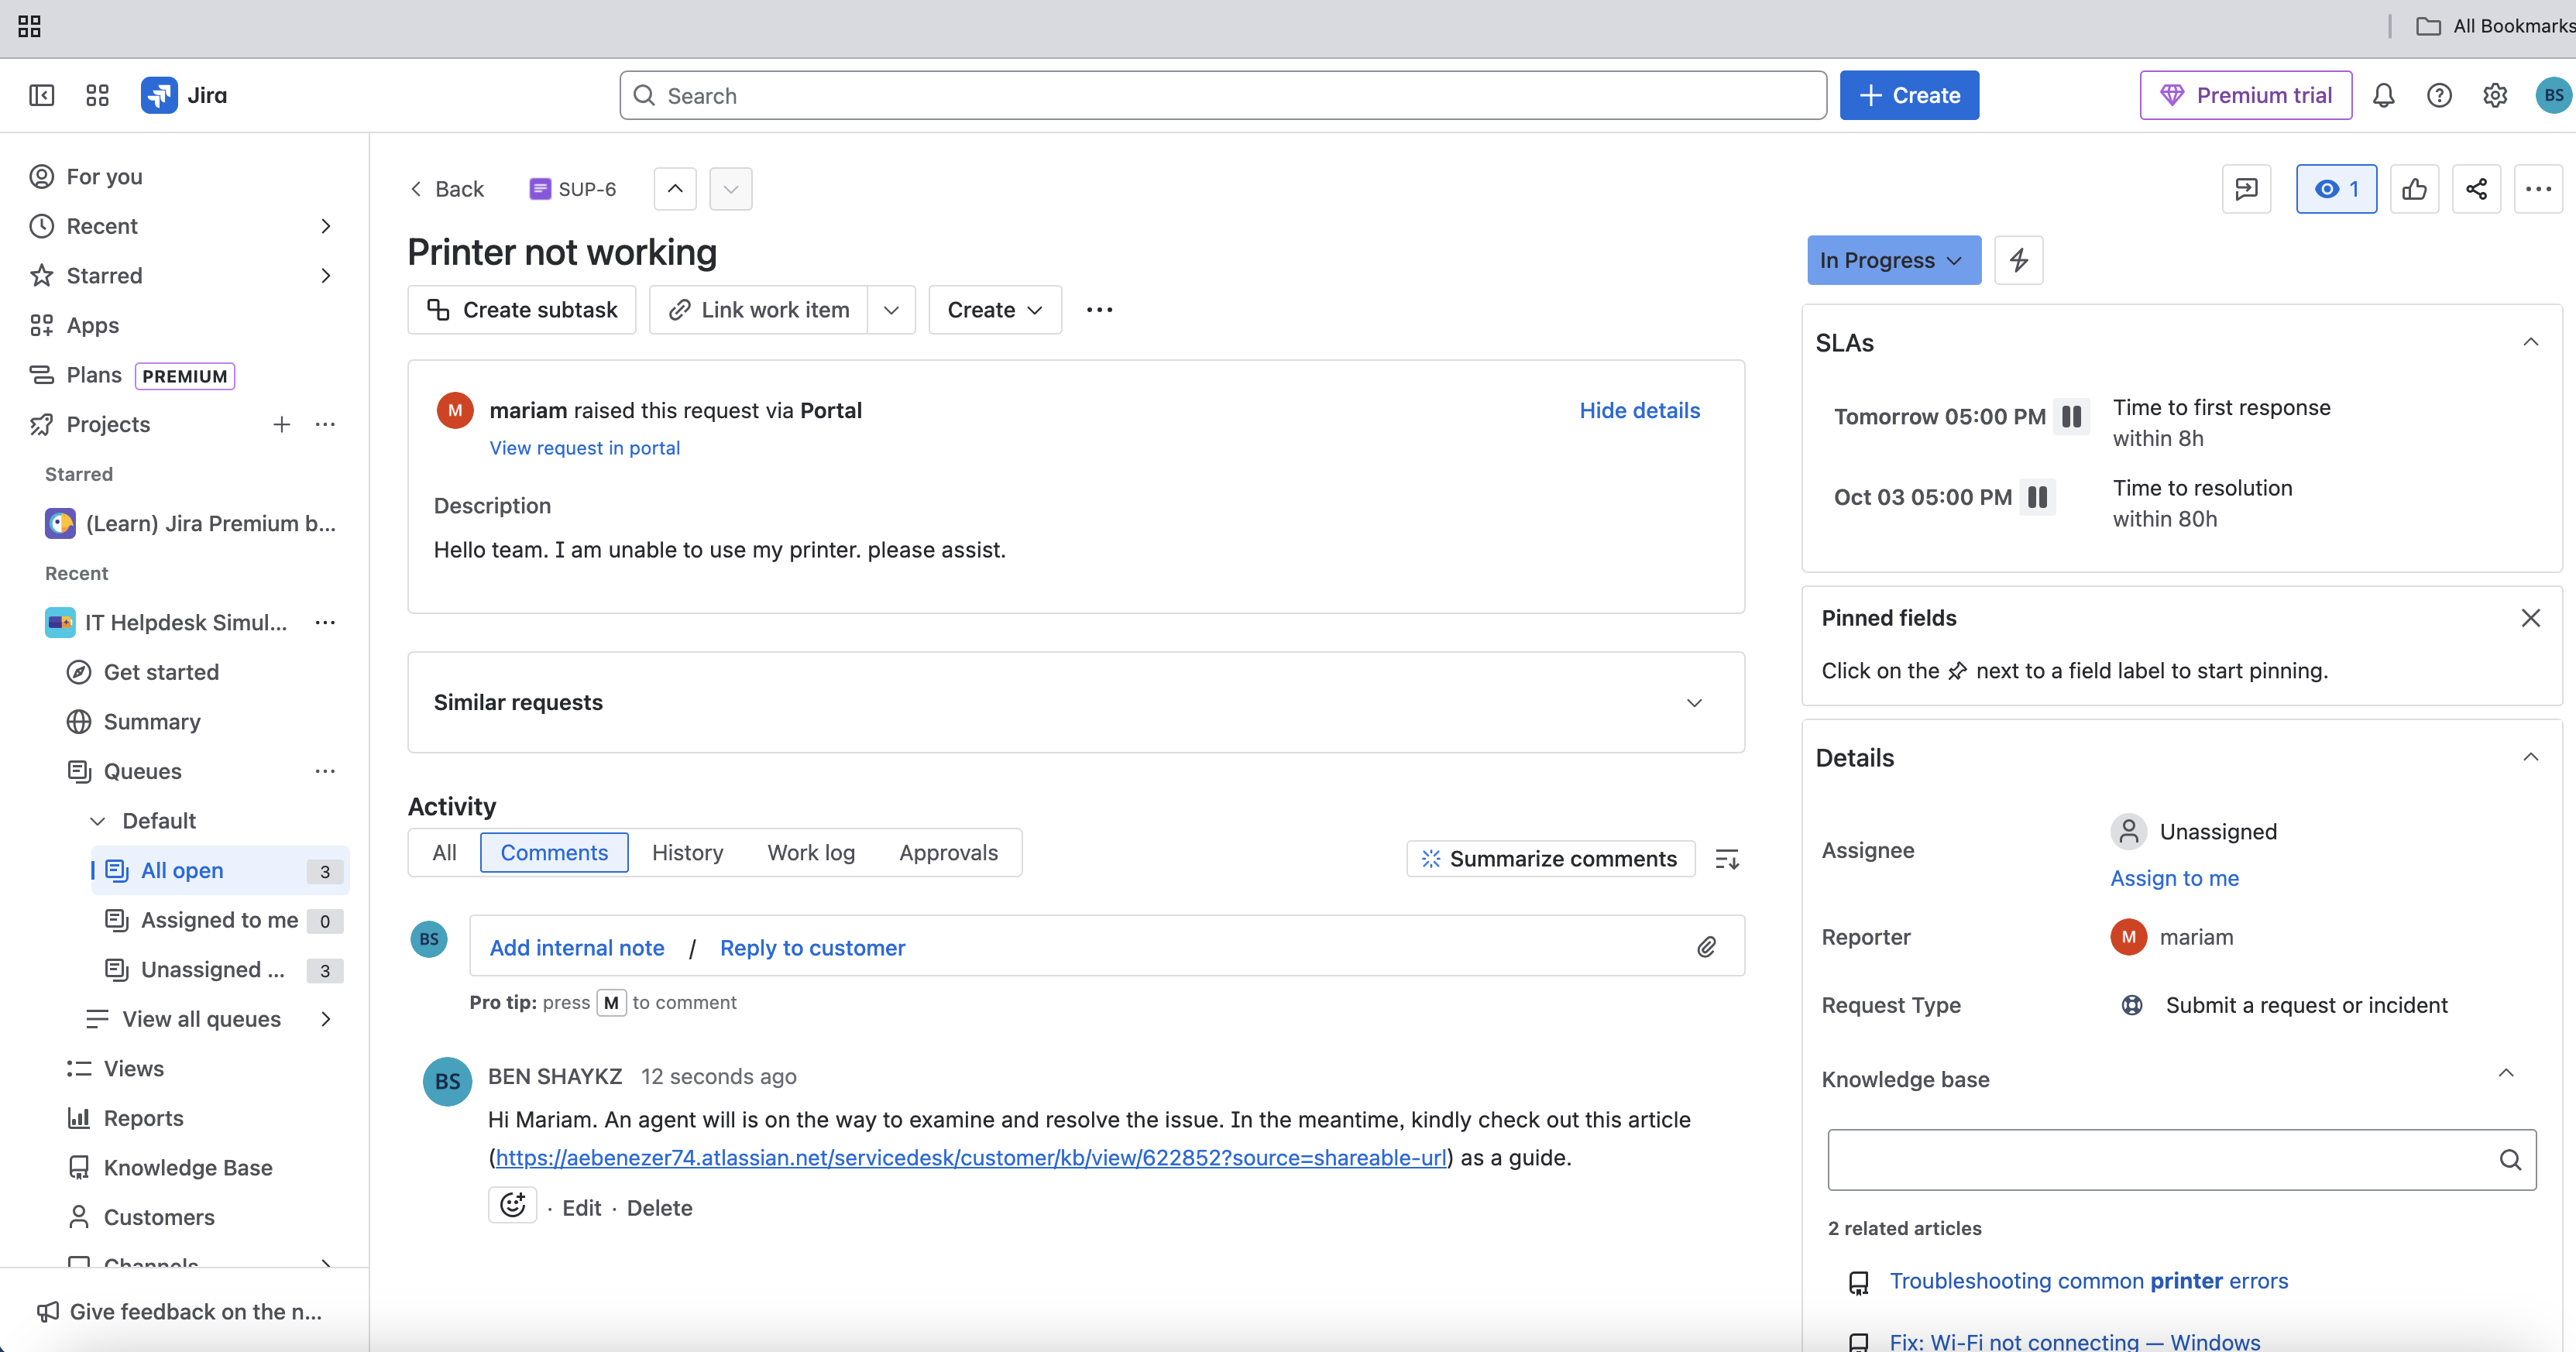 All Bookmarks
Jira
Search
Create
Premium trial
BS
For you
Recent
Starred
Apps
Plans PREMIUM
Projects
Starred
(Learn) Jira Premium b...
Recent
IT Helpdesk Simul...
Get started
Summary
Queues
Default
All open 3
Assigned to me 0
Unassigned ... 3
View all queues
Views
Reports
Knowledge Base
Customers
Channels
Give feedback on the n...
Back SUP-6
Printer not working
Create subtask Link work item Create
M mariam raised this request via Portal Hide details
View request in portal
Description
Hello team. I am unable to use my printer. please assist.
Similar requests
Activity
All Comments History Work log Approvals Summarize comments
BS Add internal note / Reply to customer
Pro tip: press M to comment
BS BEN SHAYKZ 12 seconds ago
Hi Mariam. An agent will is on the way to examine and resolve the issue. In the meantime, kindly check out this article
(https://aebenezer74.atlassian.net/servicedesk/customer/kb/view/622852?source=shareable-url) as a guide.
· Edit · Delete
1
In Progress
SLAs
Tomorrow 05:00 PM Time to first response
within 8h
Oct 03 05:00 PM Time to resolution
within 80h
Pinned fields
Click on the next to a field label to start pinning.
Details
Assignee Unassigned
Assign to me
Reporter M mariam
Request Type Submit a request or incident
Knowledge base
2 related articles
Troubleshooting common printer errors
Fix: Wi-Fi not connecting — Windows